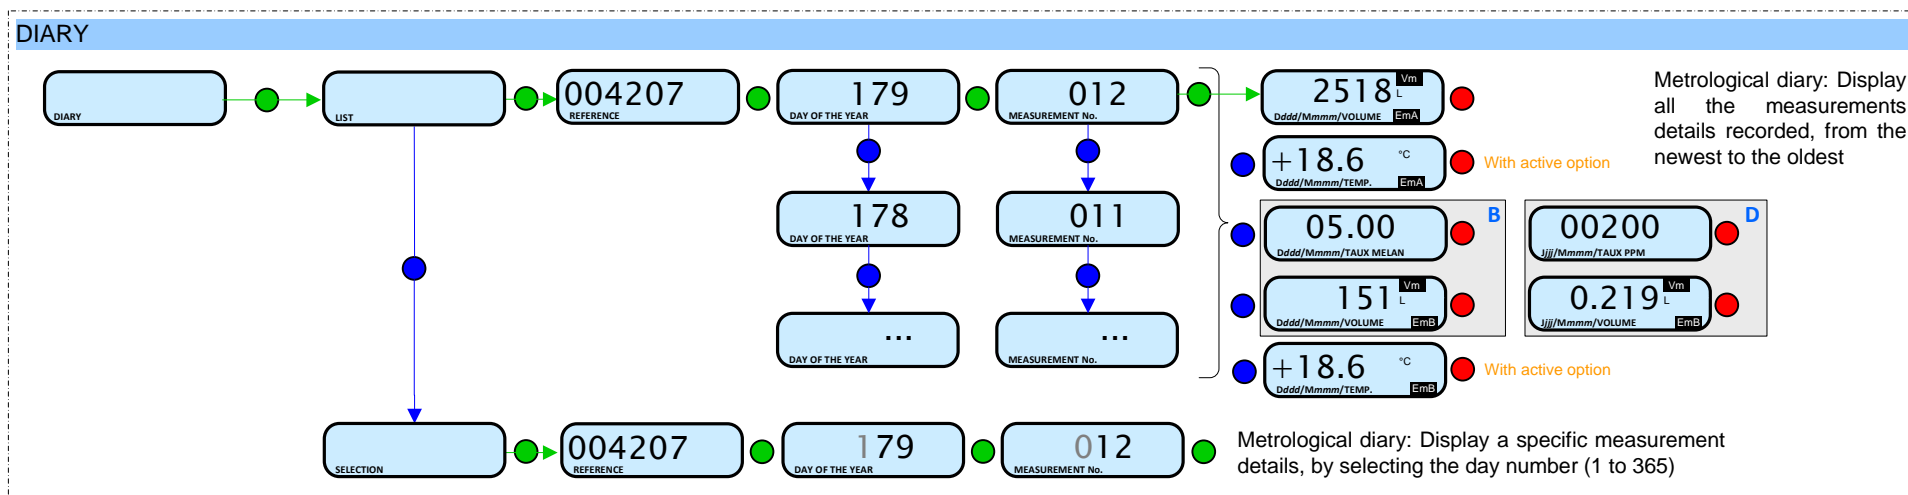 DIARY
DIARY
LIST
004207
REFERENCE
179
DAY OF THE YEAR
012
MEASUREMENT No.
2518 L Vm
Dddd/Mmmm/VOLUME EmA
Metrological diary: Display
all the measurements
details recorded, from the
newest to the oldest
+18.6 °C
Dddd/Mmmm/TEMP. EmA
With active option
178
DAY OF THE YEAR
011
MEASUREMENT No.
B
05.00
Dddd/Mmmm/TAUX MELAN
D
00200
Jjjj/Mmmm/TAUX PPM
151 L Vm
Dddd/Mmmm/VOLUME EmB
0.219 L Vm
Jjjj/Mmmm/VOLUME EmB
...
DAY OF THE YEAR
...
MEASUREMENT No.
+18.6 °C
Dddd/Mmmm/TEMP. EmB
With active option
SELECTION
004207
REFERENCE
179
DAY OF THE YEAR
012
MEASUREMENT No.
Metrological diary: Display a specific measurement
details, by selecting the day number (1 to 365)